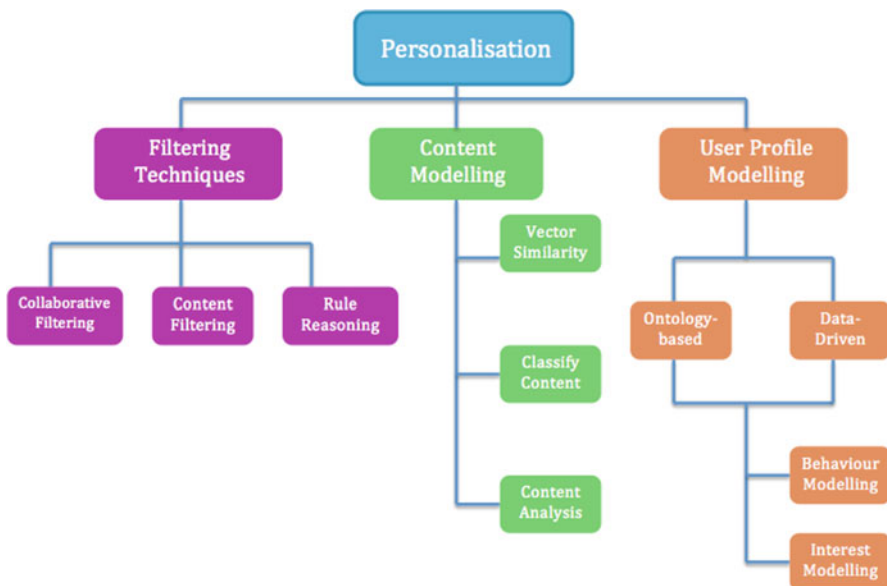 Personalisation
Filtering
Techniques
Content
Modelling
User Profile
Modelling
Vector
Similarity
Collaborative
Filtering
Content
Filtering
Rule
Reasoning
Ontology-
based
Data-
Driven
Classify
Content
Behaviour
Modelling
Content
Analysis
Interest
Modelling